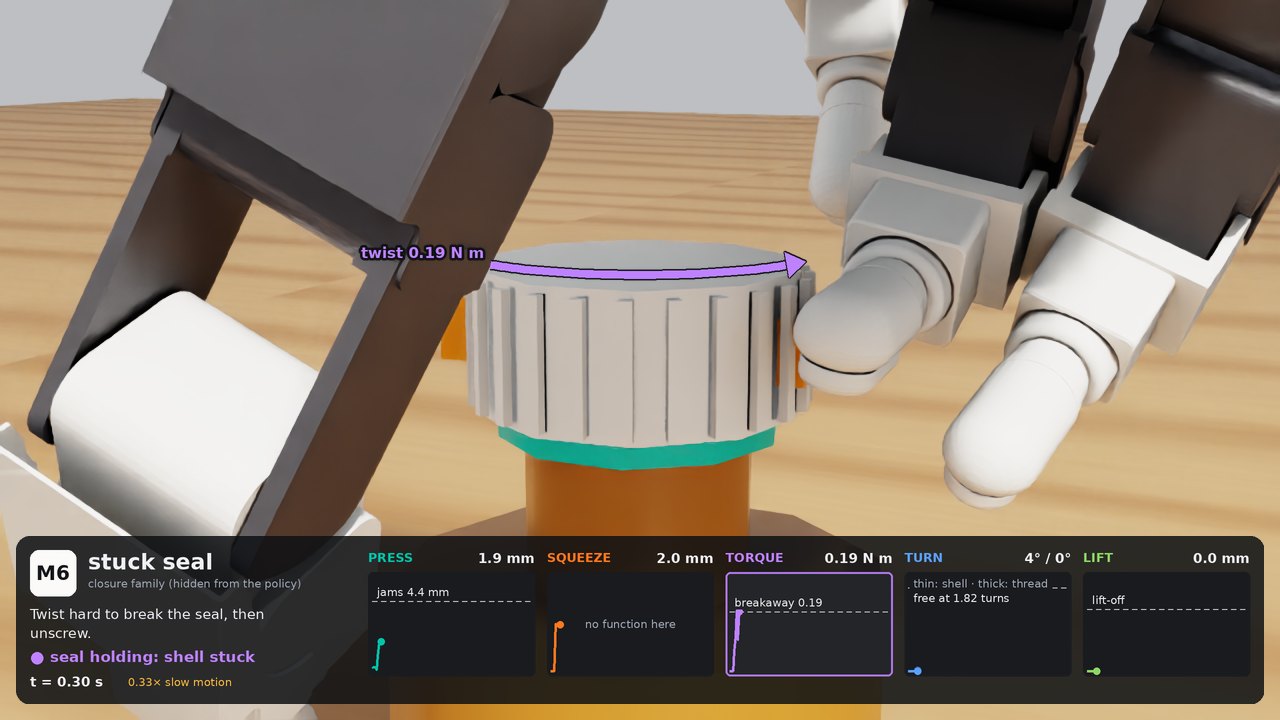 twist 0.19 N m
M6
stuck seal
closure family (hidden from the policy)
Twist hard to break the seal, then
unscrew.
seal holding: shell stuck
t = 0.30 s 0.33× slow motion
PRESS 1.9 mm
jams 4.4 mm
SQUEEZE 2.0 mm
no function here
TORQUE 0.19 N m
breakaway 0.19
TURN 4° / 0°
thin: shell · thick: thread
free at 1.82 turns
LIFT 0.0 mm
lift-off